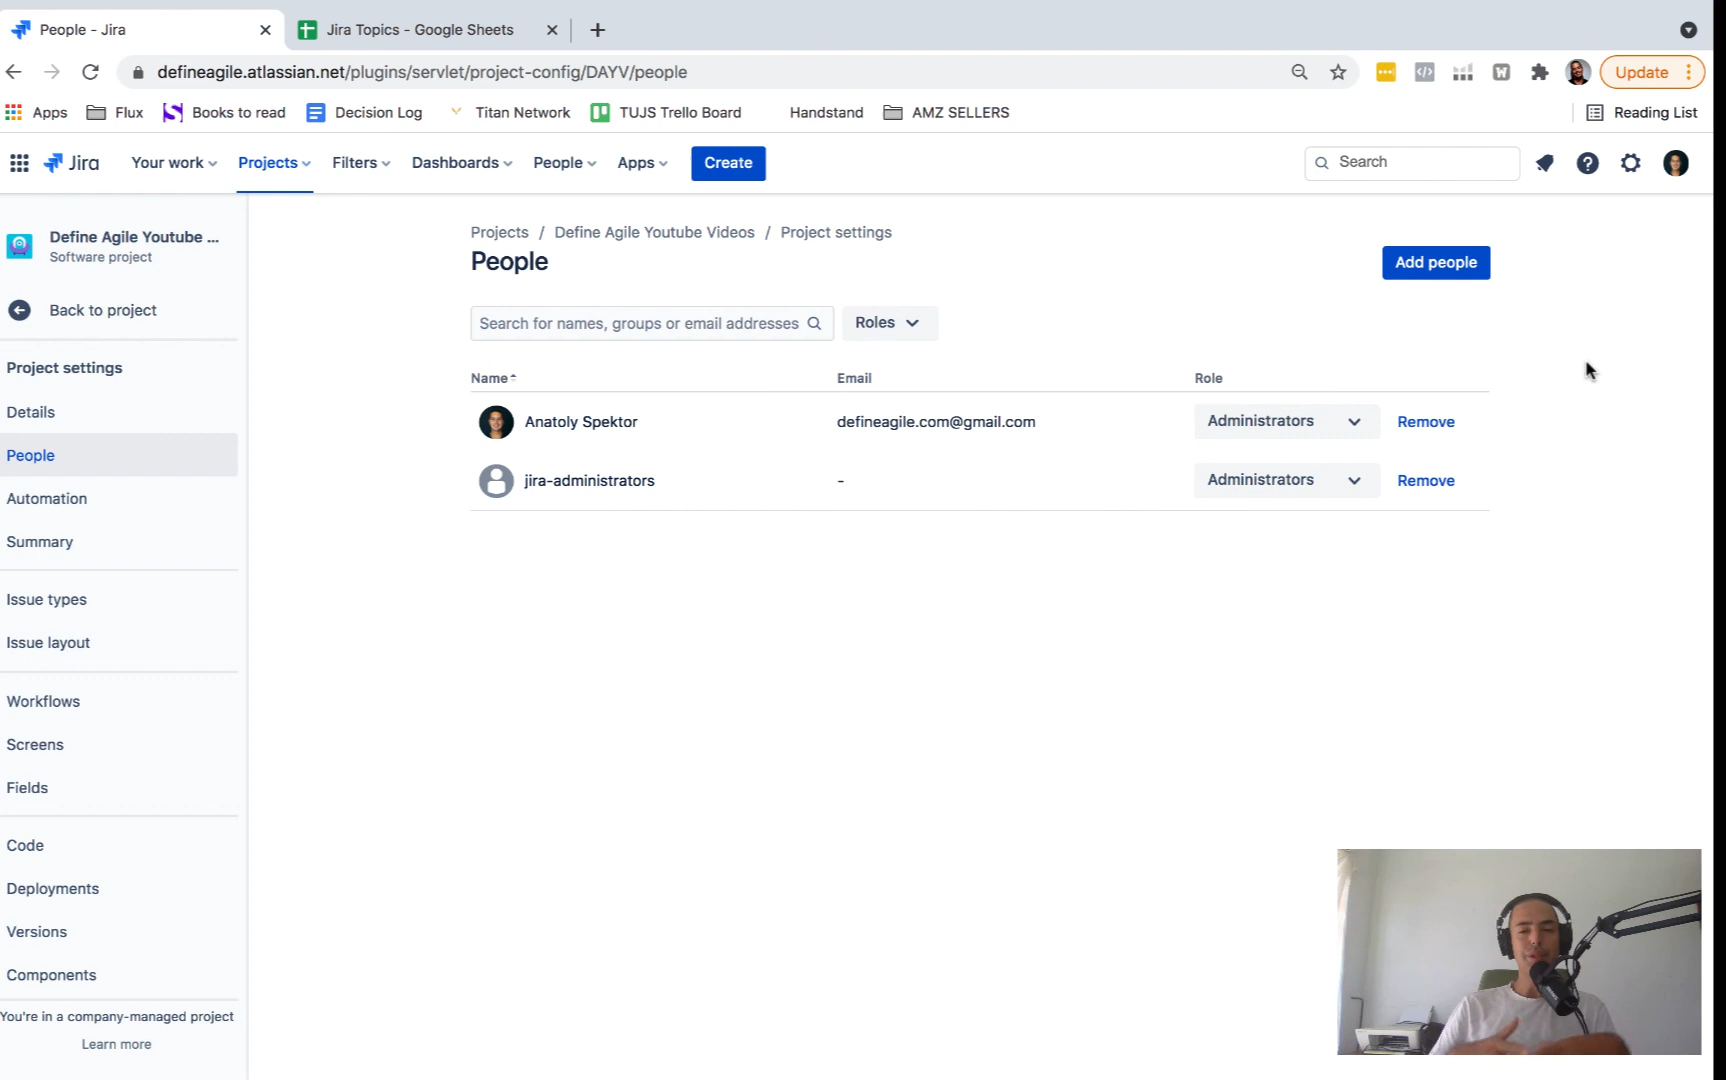 People - Jira
Jira Topics - Google Sheets
defineagile.atlassian.net/plugins/servlet/project-config/DAYV/people
Update
Apps
Flux
Books to read
Decision Log
Titan Network
TUJS Trello Board
Handstand
AMZ SELLERS
Reading List
Jira
Your work
Projects
Filters
Dashboards
People
Apps
Create
Search
Define Agile Youtube ...
Software project
Back to project
Project settings
Details
People
Automation
Summary
Issue types
Issue layout
Workflows
Screens
Fields
Code
Deployments
Versions
Components
You're in a company-managed project
Learn more
Projects / Define Agile Youtube Videos / Project settings
People
Add people
Search for names, groups or email addresses
Roles
Name Email Role
Anatoly Spektor defineagile.com@gmail.com Administrators Remove
jira-administrators - Administrators Remove